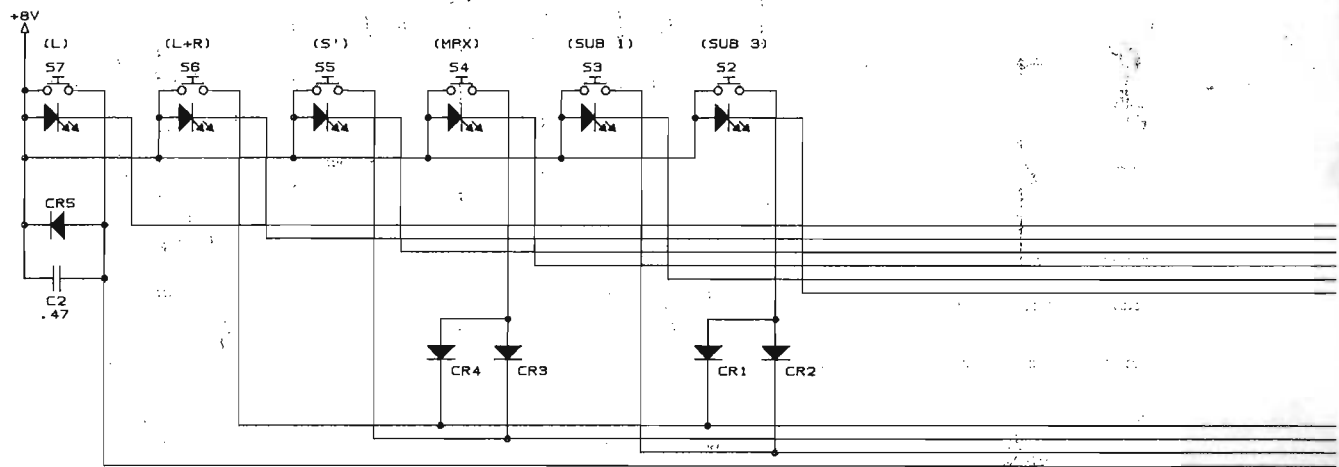 +8V
(L) (L+R) (S') (MPX) (SUB 1) (SUB 3)
S7 S6 S5 S4 S3 S2
CR5
C2
.47
CR4 CR3 CR1 CR2